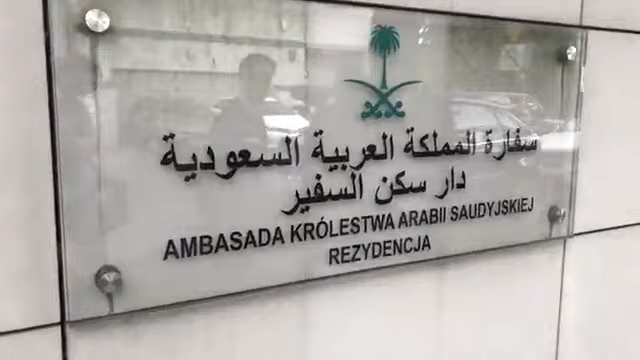 سفارة المملكة العربية السعودية
دار سكن السفير
AMBASADA KRÓLESTWA ARABII SAUDYJSKIEJ
REZYDENCJA